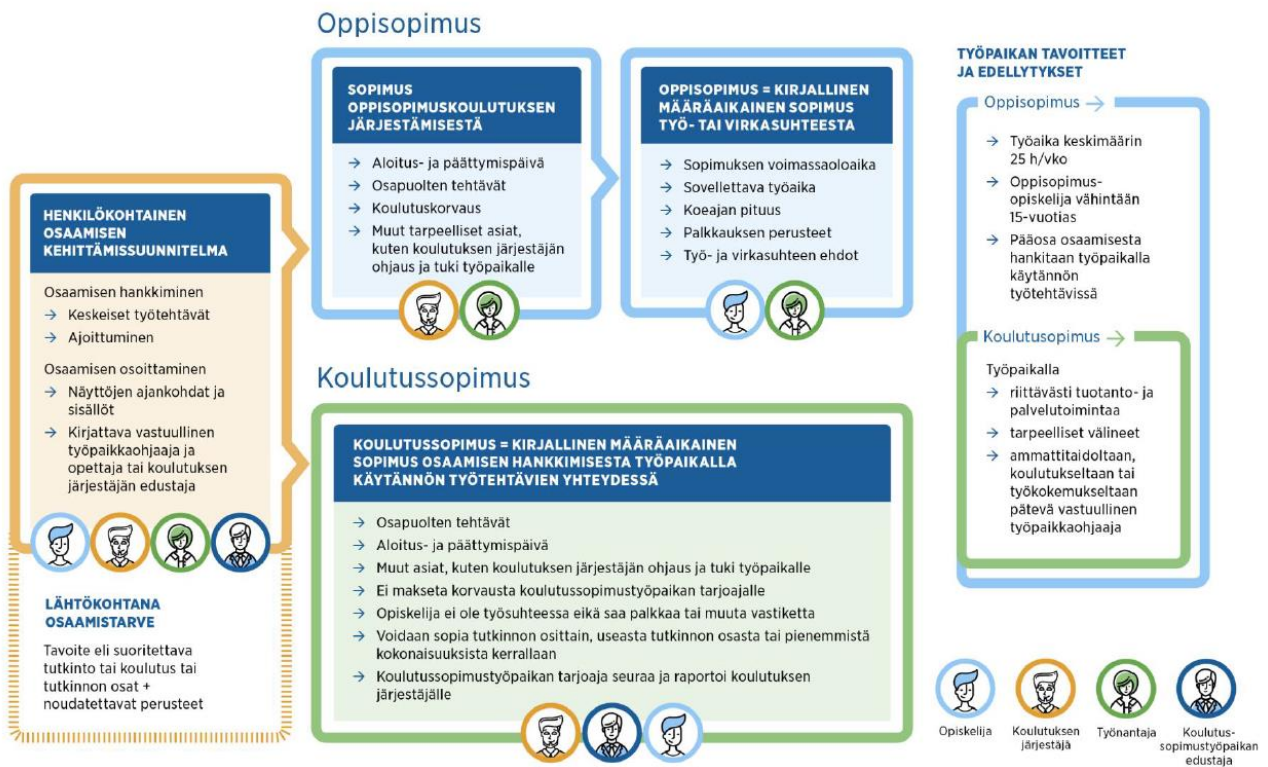 Oppisopimus
SOPIMUS
OPPISOPIMUSKOULUTUKSEN
JÄRJESTÄMISESTÄ
→ Aloitus- ja päättymispäivä
→ Osapuolten tehtävät
→ Koulutuskorvaus
→ Muut tarpeelliset asiat,
kuten koulutuksen järjestäjän
ohjaus ja tuki työpaikalle
OPPISOPIMUS = KIRJALLINEN
MÄÄRÄAIKAINEN SOPIMUS
TYÖ- TAI VIRKASUHTEESTA
→ Sopimuksen voimassaoloaika
→ Sovellettava työaika
→ Koeajan pituus
→ Palkkauksen perusteet
→ Työ- ja virkasuhteen ehdot
TYÖPAIKAN TAVOITTEET
JA EDELLYTYKSET
Oppisopimus →
→ Työaika keskimäärin
25 h/vko
→ Oppisopimus-
opiskelija vähintään
15-vuotias
→ Pääosa osaamisesta
hankitaan työpaikalla
käytännön
työtehtävissä
Koulutusopimus →
Työpaikalla
→ riittävästi tuotanto- ja
palvelutoimintaa
→ tarpeelliset välineet
→ ammattitaidoltaan,
koulutukseltaan tai
työkokemukseltaan
pätevä vastuullinen
työpaikkaohjaaja
HENKILÖKOHTAINEN
OSAAMISEN
KEHITTÄMISSUUNNITELMA
Osaamisen hankkiminen
→ Keskeiset työtehtävät
→ Ajoittuminen
Osaamisen osoittaminen
→ Näyttöjen ajankohdat ja
sisällöt
→ Kirjattava vastuullinen
työpaikkaohjaaja ja
opettaja tai koulutuksen
järjestäjän edustaja
LÄHTÖKOHTANA
OSAAMISTARVE
Tavoite eli suoritettava
tutkinto tai koulutus tai
tutkinnon osat +
noudatettavat perusteet
Koulutussopimus
KOULUTUSSOPIMUS = KIRJALLINEN MÄÄRÄAIKAINEN
SOPIMUS OSAAMISEN HANKKIMISESTA TYÖPAIKALLA
KÄYTÄNNÖN TYÖTEHTÄVIEN YHTEYDESSÄ
→ Osapuolten tehtävät
→ Aloitus- ja päättymispäivä
→ Muut asiat, kuten koulutuksen järjestäjän ohjaus ja tuki työpaikalle
→ Ei makseta korvausta koulutussopimustyöpaikan tarjoajalle
→ Opiskelija ei ole työsuhteessa eikä saa palkkaa tai muuta vastiketta
→ Voidaan sopia tutkinnon osittain, useasta tutkinnon osasta tai pienemmistä
kokonaisuuksista kerrallaan
→ Koulutussopimustyöpaikan tarjoaja seuraa ja raportoi koulutuksen
järjestäjälle
Opiskelija
Koulutuksen
järjestäjä
Työnantaja
Koulutus-
sopimustyöpaikan
edustaja